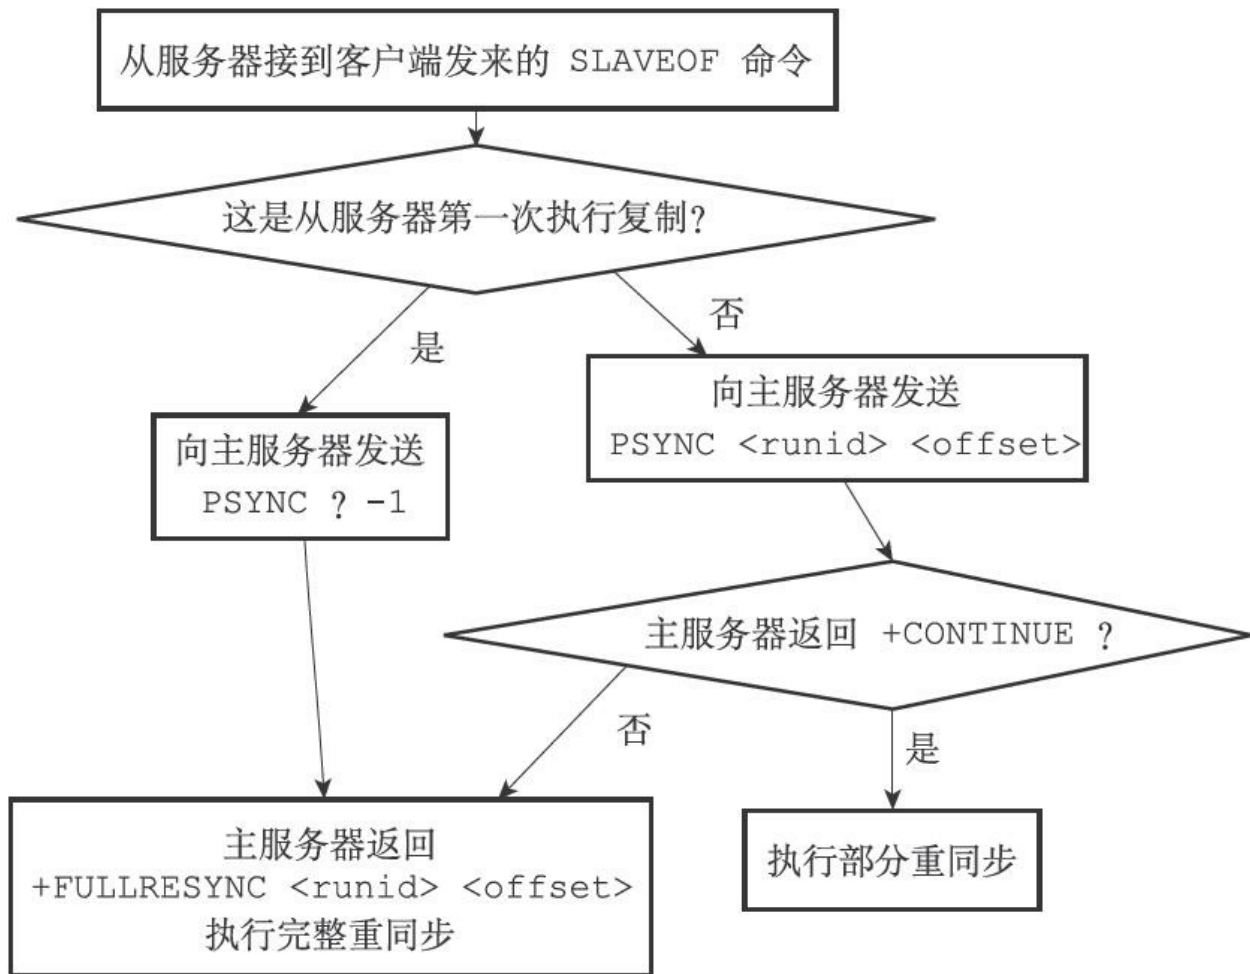 从服务器接到客户端发来的 SLAVEOF 命令
这是从服务器第一次执行复制？
否
是
向主服务器发送
PSYNC <runid> <offset>
向主服务器发送
PSYNC ? -1
主服务器返回 +CONTINUE ?
否
是
主服务器返回
+FULLRESYNC <runid> <offset>
执行完整重同步
执行部分重同步